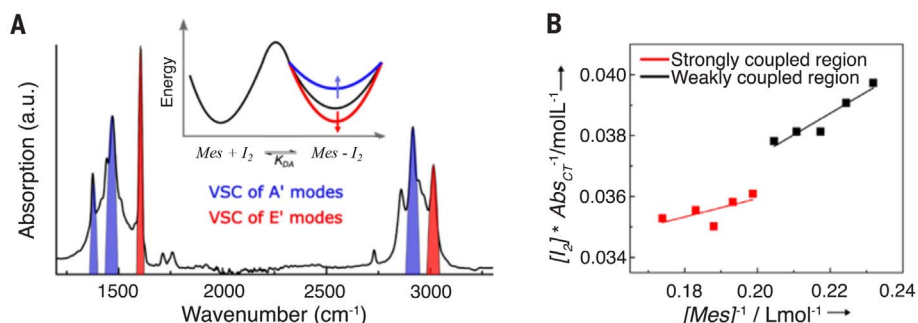 A
Absorption (a.u.)
Energy
Mes + I2 ⇌ Mes - I2
KDA
VSC of A' modes
VSC of E' modes
1500 2000 2500 3000
Wavenumber (cm-1)
B
[I2] * AbsCT-1/molL-1
Strongly coupled region
Weakly coupled region
0.040
0.038
0.036
0.034
0.18 0.20 0.22 0.24
[Mes]-1 / Lmol-1